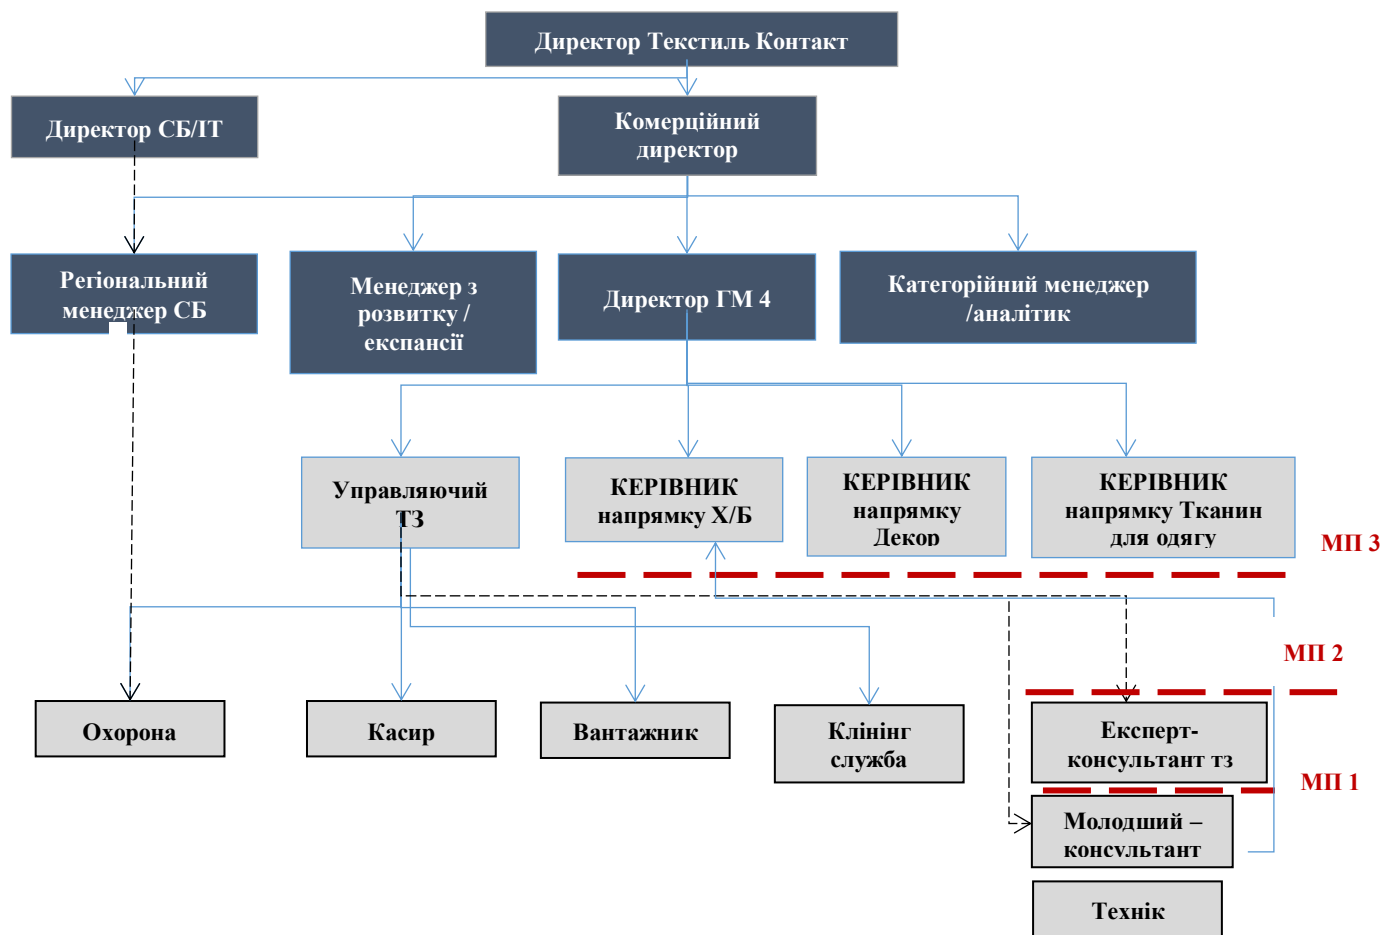 Директор Текстиль Контакт
Директор СБ/ІТ
Комерційний
директор
Регіональний
менеджер СБ
Менеджер з
розвитку /
експансії
Директор ГМ 4
Категорійний менеджер
/аналітик
Управляючий
ТЗ
КЕРІВНИК
напрямку Х/Б
КЕРІВНИК
напрямку
Декор
КЕРІВНИК
напрямку Тканин
для одягу
МП 3
МП 2
Охорона
Касир
Вантажник
Клінінг
служба
Експерт-
консультант тз
МП 1
Молодший –
консультант
Технік